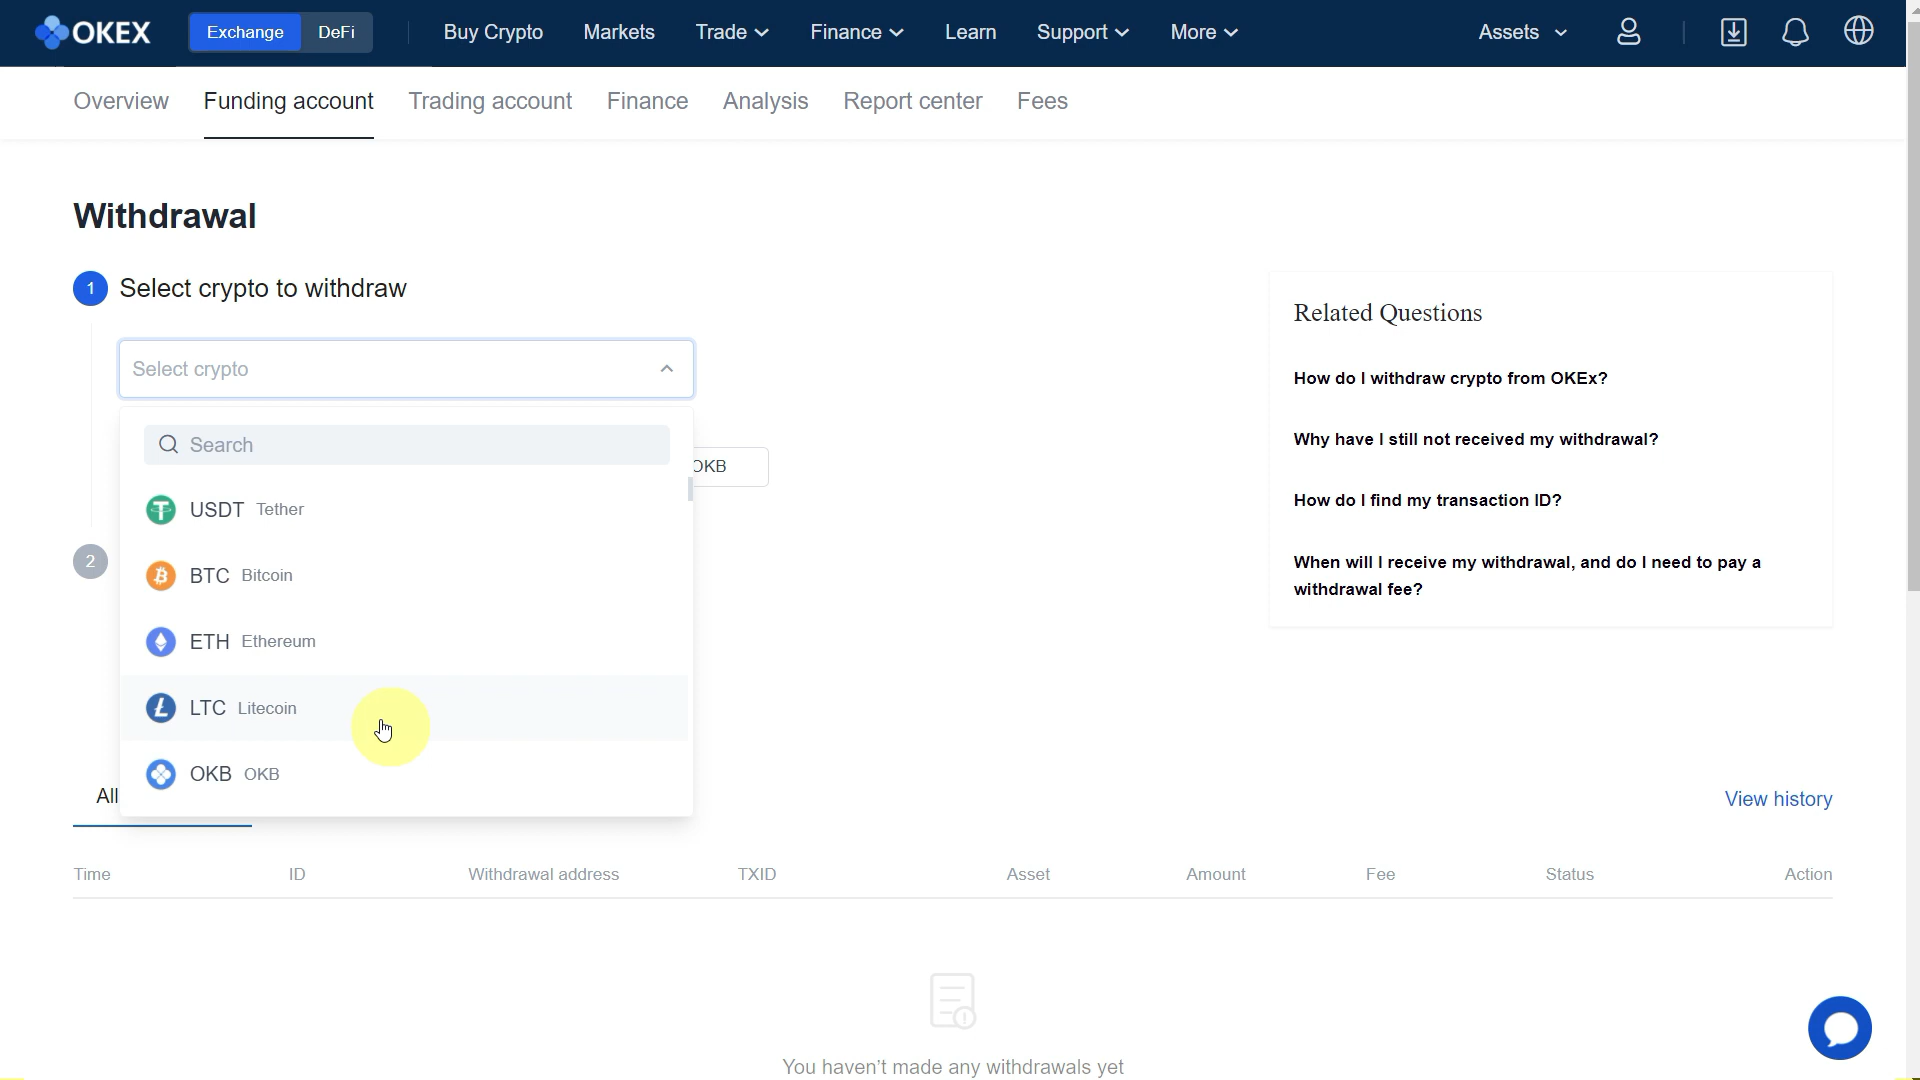 OKEX Exchange DeFi Buy Crypto Markets Trade Finance Learn Support More Assets
Overview Funding account Trading account Finance Analysis Report center Fees
Withdrawal
1 Select crypto to withdraw
Select crypto
Search
OKB
USDT Tether
2
BTC Bitcoin
ETH Ethereum
LTC Litecoin
OKB OKB
Related Questions
How do I withdraw crypto from OKEx?
Why have I still not received my withdrawal?
How do I find my transaction ID?
When will I receive my withdrawal, and do I need to pay a
withdrawal fee?
All
View history
Time ID Withdrawal address TXID Asset Amount Fee Status Action
You haven't made any withdrawals yet